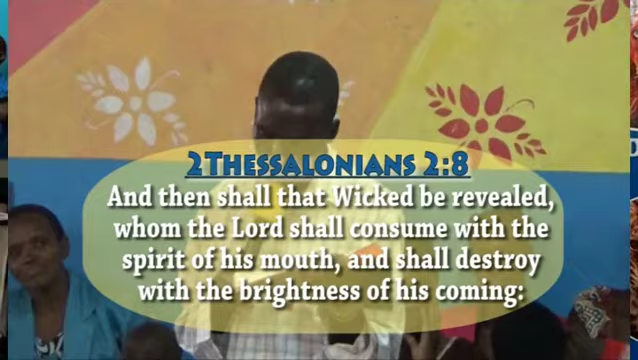 2Thessalonians 2:8
And then shall that Wicked be revealed,
whom the Lord shall consume with the
spirit of his mouth, and shall destroy
with the brightness of his coming: